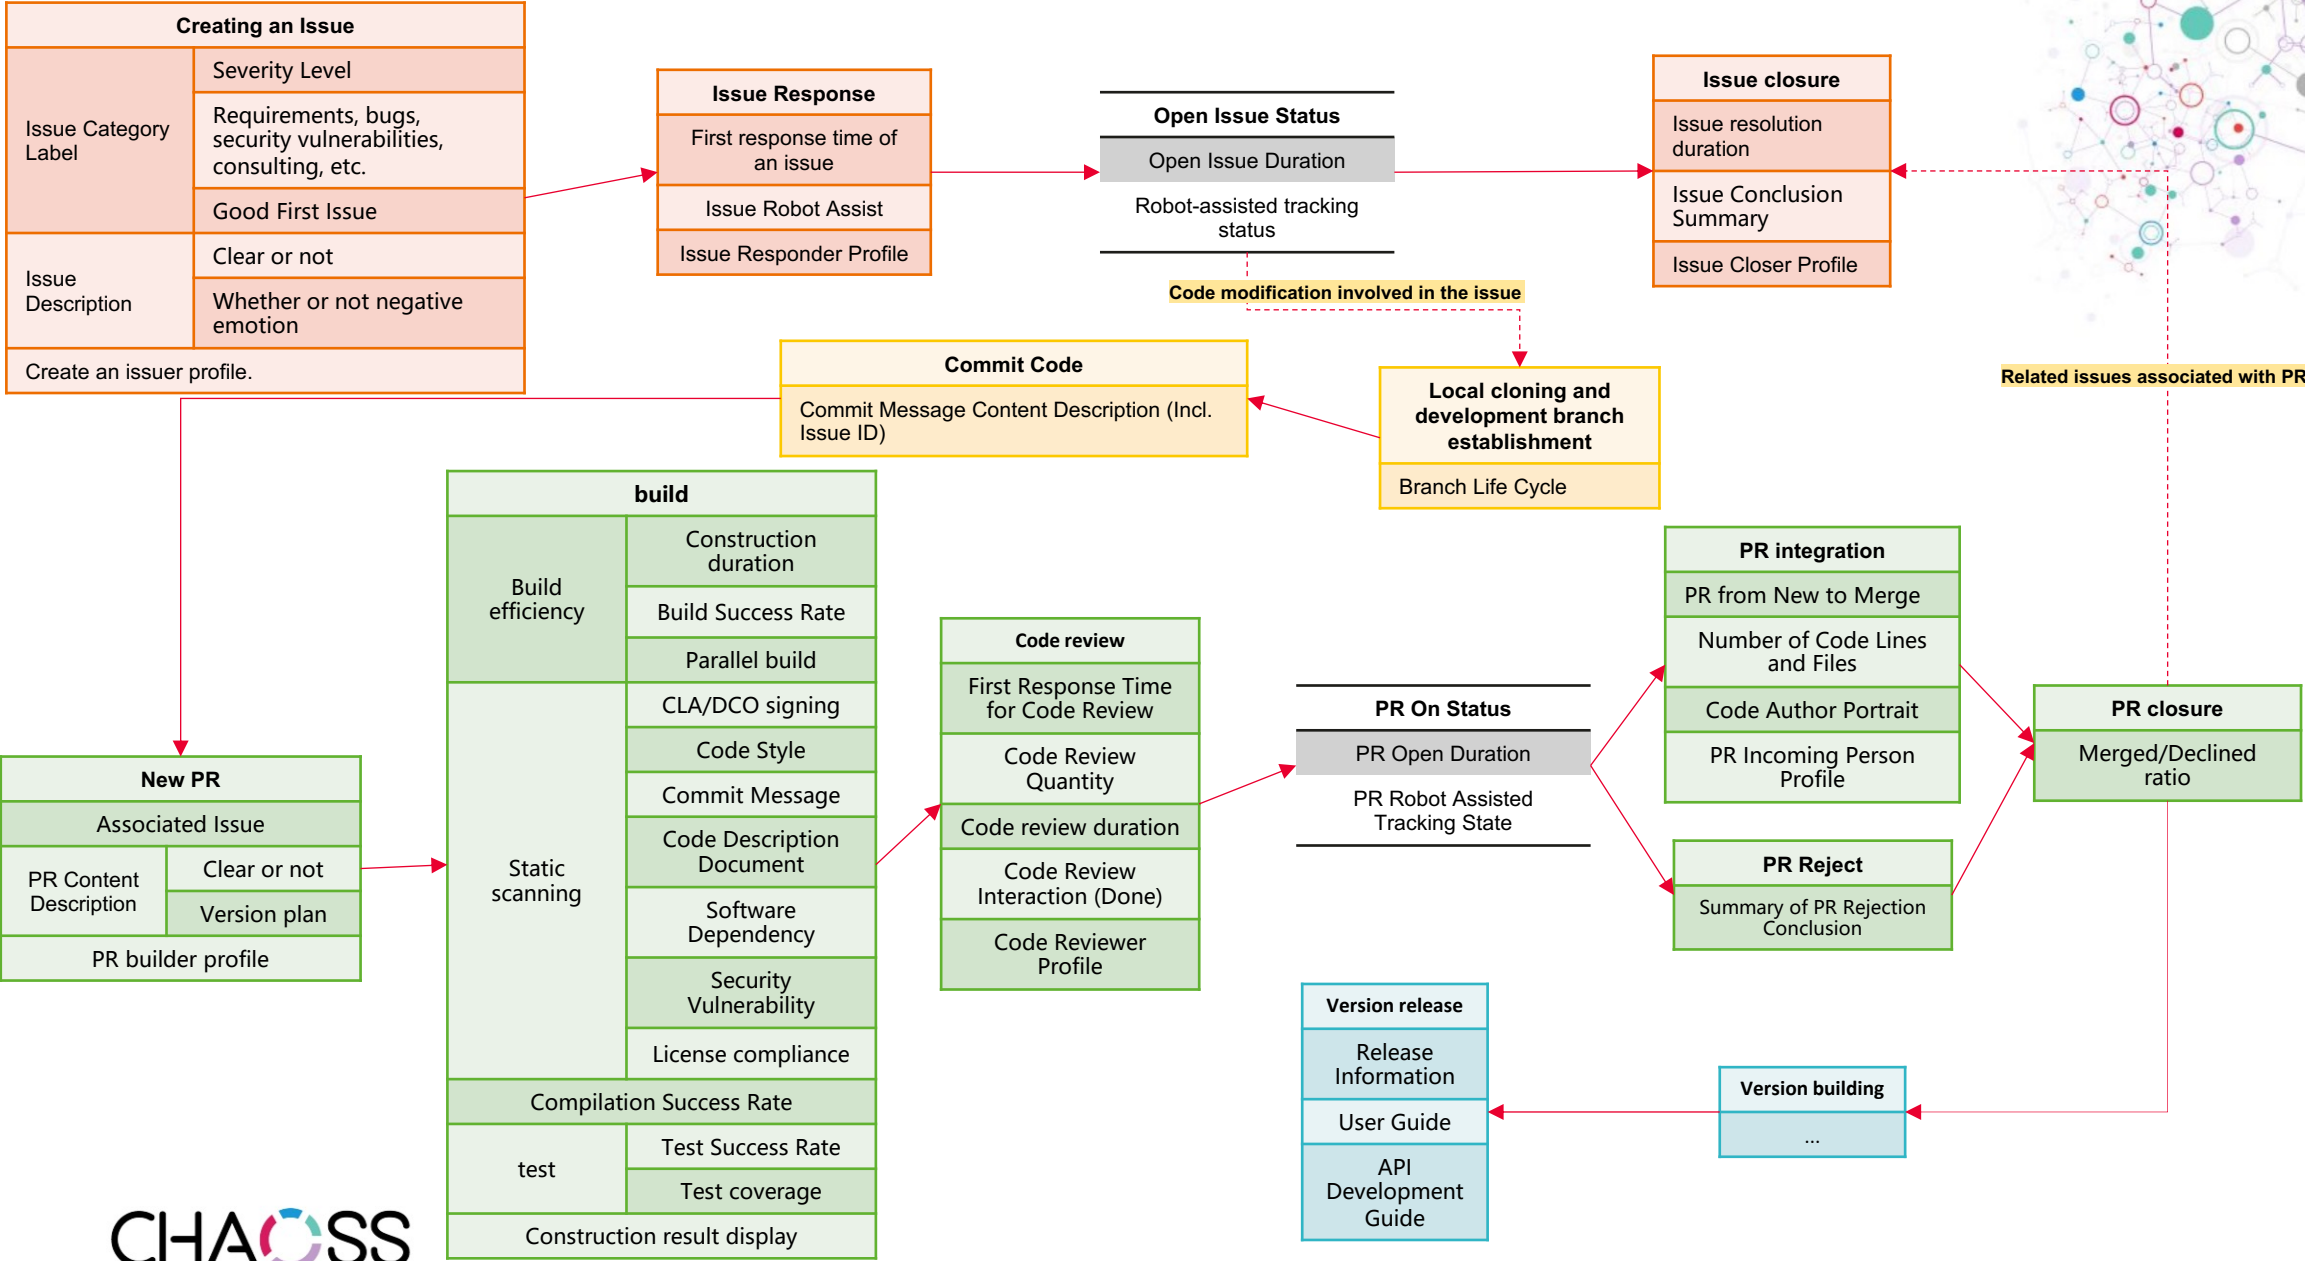 Creating an Issue
Issue Category
Label
Severity Level
Requirements, bugs,
security vulnerabilities,
consulting, etc.
Good First Issue
Issue
Description
Clear or not
Whether or not negative
emotion
Create an issuer profile.
Issue Response
First response time of
an issue
Issue Robot Assist
Issue Responder Profile
Open Issue Status
Open Issue Duration
Robot-assisted tracking
status
Issue closure
Issue resolution
duration
Issue Conclusion
Summary
Issue Closer Profile
Code modification involved in the issue
Related issues associated with PR
Commit Code
Commit Message Content Description (Incl.
Issue ID)
Local cloning and
development branch
establishment
Branch Life Cycle
New PR
Associated Issue
PR Content
Description
Clear or not
Version plan
PR builder profile
build
Build
efficiency
Construction
duration
Build Success Rate
Parallel build
Static
scanning
CLA/DCO signing
Code Style
Commit Message
Code Description
Document
Software
Dependency
Security
Vulnerability
License compliance
Compilation Success Rate
test
Test Success Rate
Test coverage
Construction result display
Code review
First Response Time
for Code Review
Code Review
Quantity
Code review duration
Code Review
Interaction (Done)
Code Reviewer
Profile
PR On Status
PR Open Duration
PR Robot Assisted
Tracking State
PR integration
PR from New to Merge
Number of Code Lines
and Files
Code Author Portrait
PR Incoming Person
Profile
PR Reject
Summary of PR Rejection
Conclusion
PR closure
Merged/Declined
ratio
Version building
...
Version release
Release
Information
User Guide
API
Development
Guide
CHAOSS